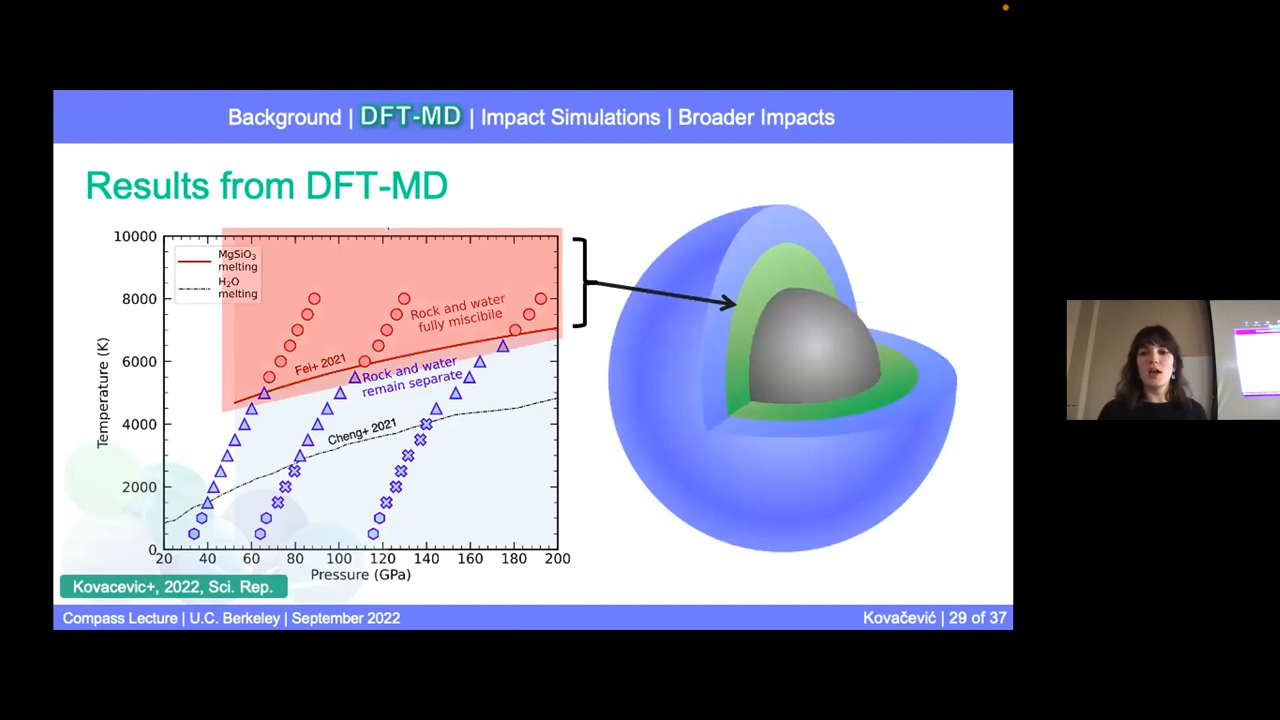 Background | DFT-MD | Impact Simulations | Broader Impacts
Results from DFT-MD
10000
8000
6000
4000
2000
0
Temperature (K)
MgSiO3
melting
H2O
melting
Rock and water
fully miscibile
Fei+ 2021
Rock and water
remain separate
Cheng+ 2021
20 40 60 80 100 120 140 160 180 200
Pressure (GPa)
Kovacevic+, 2022, Sci. Rep.
Compass Lecture | U.C. Berkeley | September 2022
Kovačević | 29 of 37